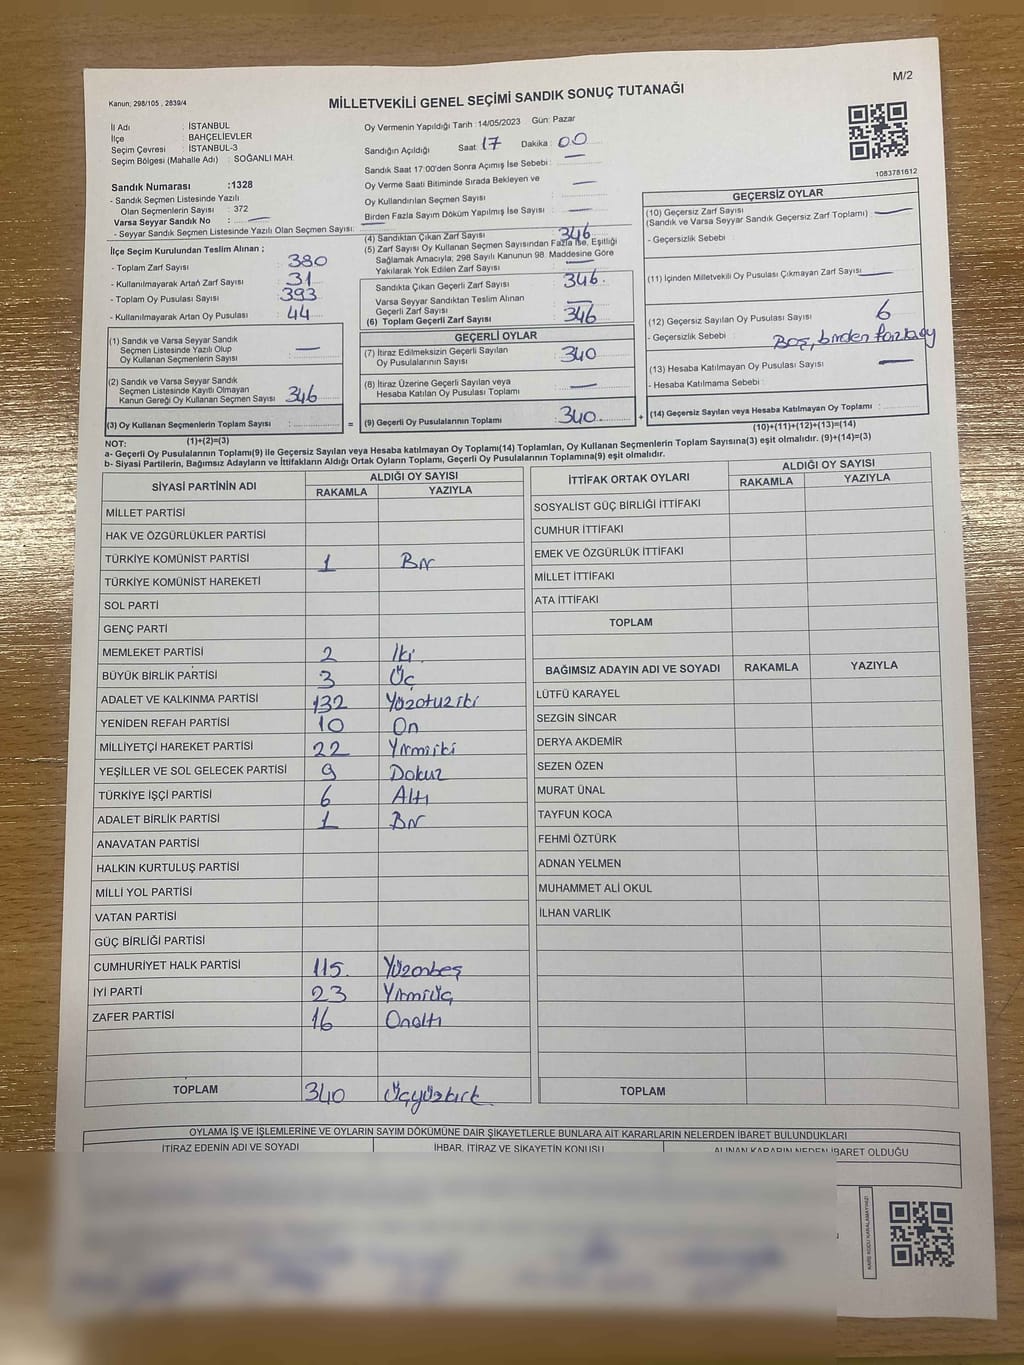 M/2
Kanun; 298/105 , 2839/4
MİLLETVEKİLİ GENEL SEÇİMİ SANDIK SONUÇ TUTANAĞI
İl Adı : İSTANBUL
İlçe : BAHÇELİEVLER
Seçim Çevresi : İSTANBUL-3
Seçim Bölgesi (Mahalle Adı) : SOĞANLI MAH.
Sandık Numarası :1328
- Sandık Seçmen Listesinde Yazılı
Olan Seçmenlerin Sayısı : 372
Varsa Seyyar Sandık No : —
- Seyyar Sandık Seçmen Listesinde Yazılı Olan Seçmen Sayısı:
Oy Vermenin Yapıldığı Tarih :14/05/2023 Gün: Pazar
Sandığın Açıldığı Saat 17 Dakika : 00
Sandık Saat 17:00'den Sonra Açımış İse Sebebi : —
Oy Verme Saati Bitiminde Sırada Bekleyen ve
Oy Kullandırılan Seçmen Sayısı : —
Birden Fazla Sayım Döküm Yapılmış İse Sayısı : —
1083781612
İlçe Seçim Kurulundan Teslim Alınan ;
- Toplam Zarf Sayısı : 380
- Kullanılmayarak Artan Zarf Sayısı : 31
- Toplam Oy Pusulası Sayısı : 393
- Kullanılmayarak Artan Oy Pusulası : 44
(1) Sandık ve Varsa Seyyar Sandık
Seçmen Listesinde Yazılı Olup
Oy Kullanan Seçmenlerin Sayısı : —
(2) Sandık ve Varsa Seyyar Sandık
Seçmen Listesinde Kayıtlı Olmayan
Kanun Gereği Oy Kullanan Seçmen Sayısı : 346
(3) Oy Kullanan Seçmenlerin Toplam Sayısı :
(1)+(2)=(3)
(4) Sandıktan Çıkan Zarf Sayısı : 346
(5) Zarf Sayısı Oy Kullanan Seçmen Sayısından Fazla İse, Eşitliği
Sağlamak Amacıyla; 298 Sayılı Kanunun 98. Maddesine Göre
Yakılarak Yok Edilen Zarf Sayısı : —
Sandıkta Çıkan Geçerli Zarf Sayısı : 346.
Varsa Seyyar Sandıktan Teslim Alınan
Geçerli Zarf Sayısı : —
(6) Toplam Geçerli Zarf Sayısı : 346
GEÇERLİ OYLAR
(7) İtiraz Edilmeksizin Geçerli Sayılan
Oy Pusulalarının Sayısı : 340
(8) İtiraz Üzerine Geçerli Sayılan veya
Hesaba Katılan Oy Pusulası Toplamı : —
= (9) Geçerli Oy Pusulalarının Toplamı : 340.
GEÇERSİZ OYLAR
(10) Geçersiz Zarf Sayısı
(Sandık ve Varsa Seyyar Sandık Geçersiz Zarf Toplamı) : —
- Geçersizlik Sebebi :
(11) İçinden Milletvekili Oy Pusulası Çıkmayan Zarf Sayısı: —
(12) Geçersiz Sayılan Oy Pusulası Sayısı : 6
- Geçersizlik Sebebi : Boş, birden fazla oy
(13) Hesaba Katılmayan Oy Pusulası Sayısı : —
- Hesaba Katılmama Sebebi :
+ (14) Geçersiz Sayılan veya Hesaba Katılmayan Oy Toplamı :
(10)+(11)+(12)+(13)=(14)
NOT:
a- Geçerli Oy Pusulalarının Toplamı(9) ile Geçersiz Sayılan veya Hesaba katılmayan Oy Toplamı(14) Toplamları, Oy Kullanan Seçmenlerin Toplam Sayısına(3) eşit olmalıdır. (9)+(14)=(3)
b- Siyasi Partilerin, Bağımsız Adayların ve İttifakların Aldığı Ortak Oyların Toplamı, Geçerli Oy Pusulalarının Toplamına(9) eşit olmalıdır.
SİYASİ PARTİNİN ADI ALDIĞI OY SAYISI
RAKAMLA YAZIYLA
MİLLET PARTİSİ
HAK VE ÖZGÜRLÜKLER PARTİSİ
TÜRKİYE KOMÜNİST PARTİSİ 1 Bir
TÜRKİYE KOMÜNİST HAREKETİ
SOL PARTİ
GENÇ PARTİ
MEMLEKET PARTİSİ 2 İki.
BÜYÜK BİRLİK PARTİSİ 3 Üç
ADALET VE KALKINMA PARTİSİ 132 Yüzotuziki
YENİDEN REFAH PARTİSİ 10 On
MİLLİYETÇİ HAREKET PARTİSİ 22 Yirmiiki
YEŞİLLER VE SOL GELECEK PARTİSİ 9 Dokuz
TÜRKİYE İŞÇİ PARTİSİ 6 Altı
ADALET BİRLİK PARTİSİ 1 Bir
ANAVATAN PARTİSİ
HALKIN KURTULUŞ PARTİSİ
MİLLİ YOL PARTİSİ
VATAN PARTİSİ
GÜÇ BİRLİĞİ PARTİSİ
CUMHURİYET HALK PARTİSİ 115. Yüzonbeş
İYİ PARTİ 23 Yirmiüç
ZAFER PARTİSİ 16 Onaltı
TOPLAM 340 Üçyüzkırk
İTTİFAK ORTAK OYLARI ALDIĞI OY SAYISI
RAKAMLA YAZIYLA
SOSYALİST GÜÇ BİRLİĞİ İTTİFAKI
CUMHUR İTTİFAKI
EMEK VE ÖZGÜRLÜK İTTİFAKI
MİLLET İTTİFAKI
ATA İTTİFAKI
TOPLAM
BAĞIMSIZ ADAYIN ADI VE SOYADI RAKAMLA YAZIYLA
LÜTFÜ KARAYEL
SEZGİN SİNCAR
DERYA AKDEMİR
SEZEN ÖZEN
MURAT ÜNAL
TAYFUN KOCA
FEHMİ ÖZTÜRK
ADNAN YELMEN
MUHAMMET ALİ OKUL
İLHAN VARLIK
TOPLAM
OYLAMA İŞ VE İŞLEMLERİNE VE OYLARIN SAYIM DÖKÜMÜNE DAİR ŞİKAYETLERLE BUNLARA AİT KARARLARIN NELERDEN İBARET BULUNDUKLARI
İTİRAZ EDENİN ADI VE SOYADI İHBAR, İTİRAZ VE ŞİKAYETİN KONUSU ALINAN KARARIN NEDEN İBARET OLDUĞU
KARE KODU KARALAMAYINIZ!